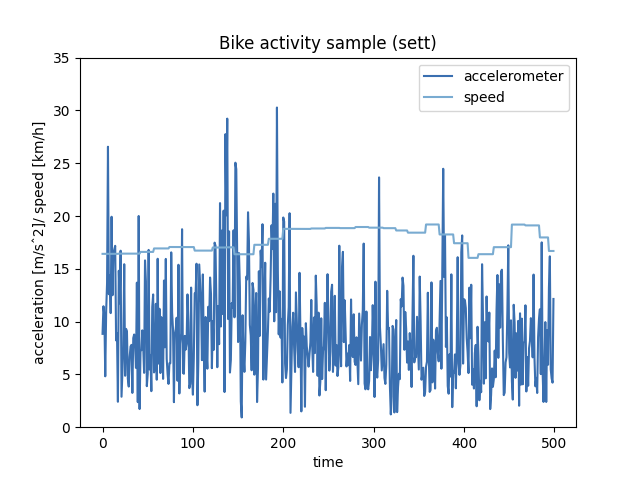 Bike activity sample (sett)
accelerometer
speed
acceleration [m/s^2]/ speed [km/h]
35
30
25
20
15
10
5
0
0
100
200
300
400
500
time